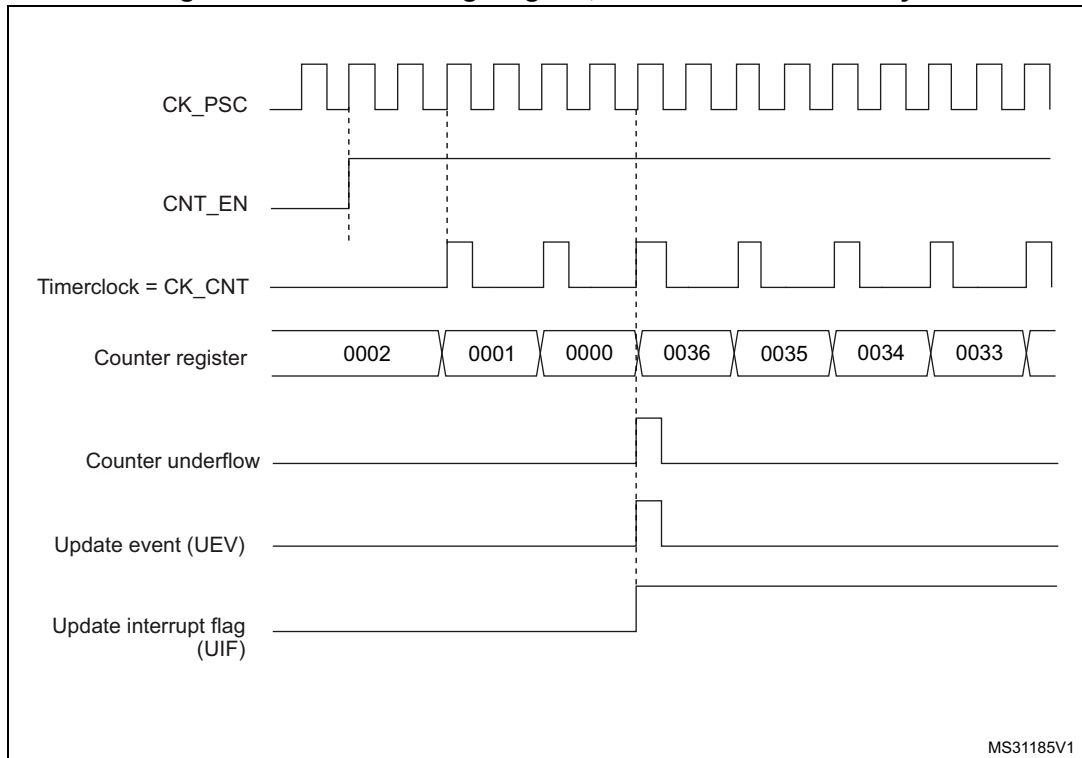 CK_PSC
CNT_EN
Timerclock = CK_CNT
Counter register
0002 0001 0000 0036 0035 0034 0033
Counter underflow
Update event (UEV)
Update interrupt flag
(UIF)
MS31185V1